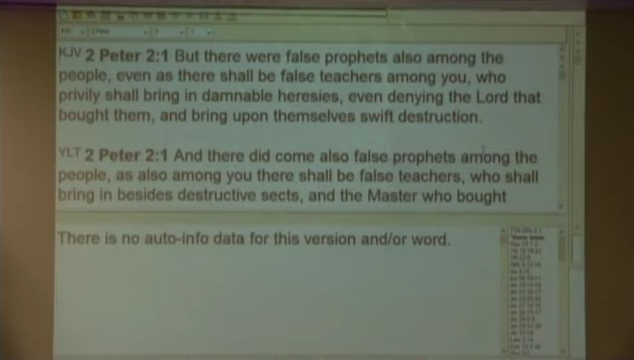 KJV 2 Peter 2:1 But there were false prophets also among the
people, even as there shall be false teachers among you, who
privily shall bring in damnable heresies, even denying the Lord that
bought them, and bring upon themselves swift destruction.
YLT 2 Peter 2:1 And there did come also false prophets among the
people, as also among you there shall be false teachers, who shall
bring in besides destructive sects, and the Master who bought
There is no auto-info data for this version and/or word.